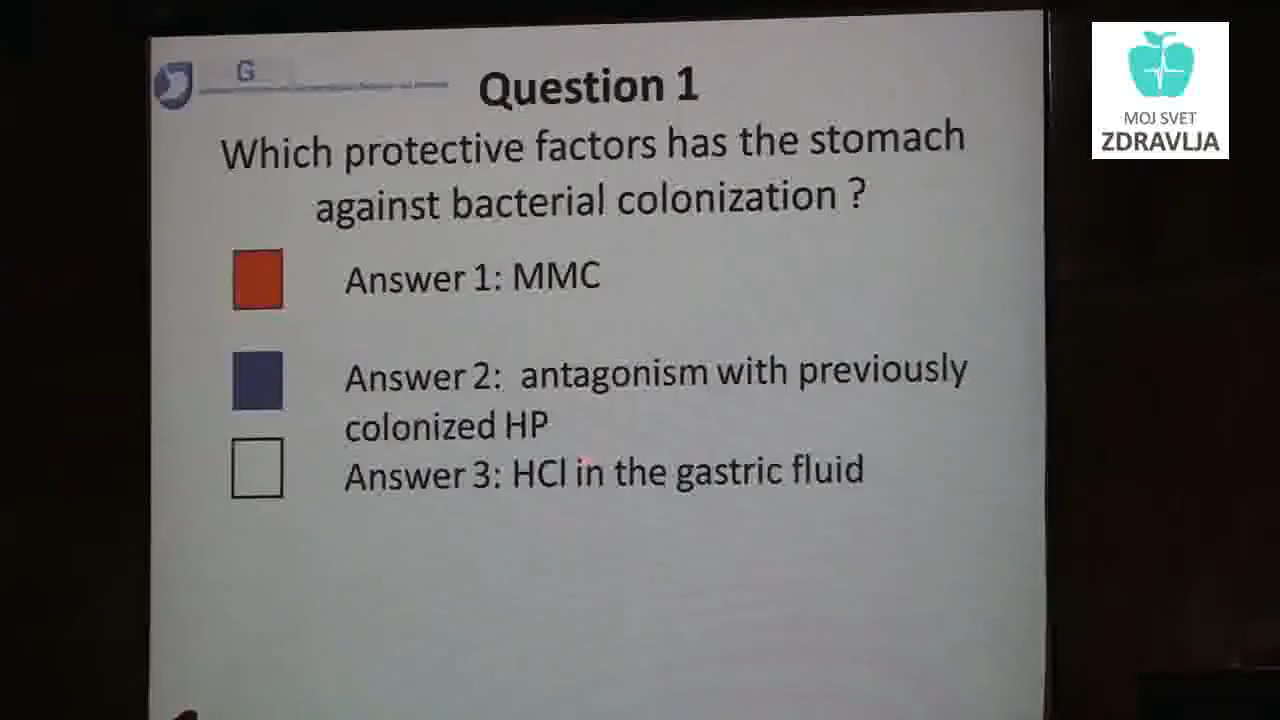 G
Question 1
Which protective factors has the stomach
against bacterial colonization ?
Answer 1: MMC
Answer 2: antagonism with previously
colonized HP
Answer 3: HCl in the gastric fluid
MOJ SVET
ZDRAVLJA